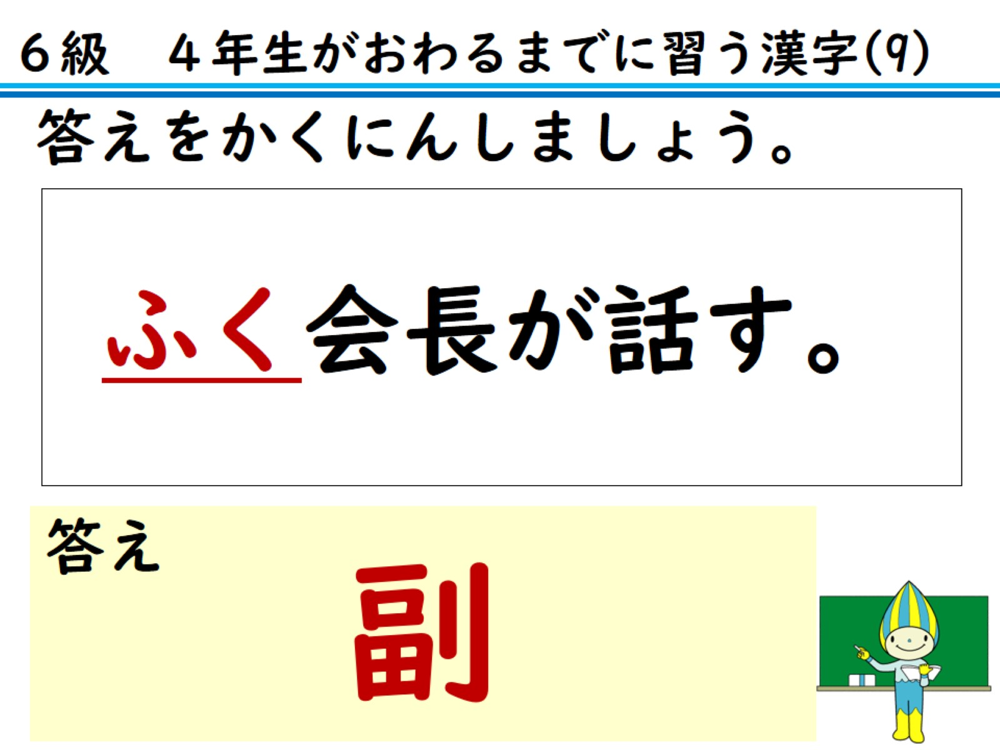 ６級　４年生がおわるまでに習う漢字(9)
答えをかくにんしましょう。
ふく会長が話す。
答え
副